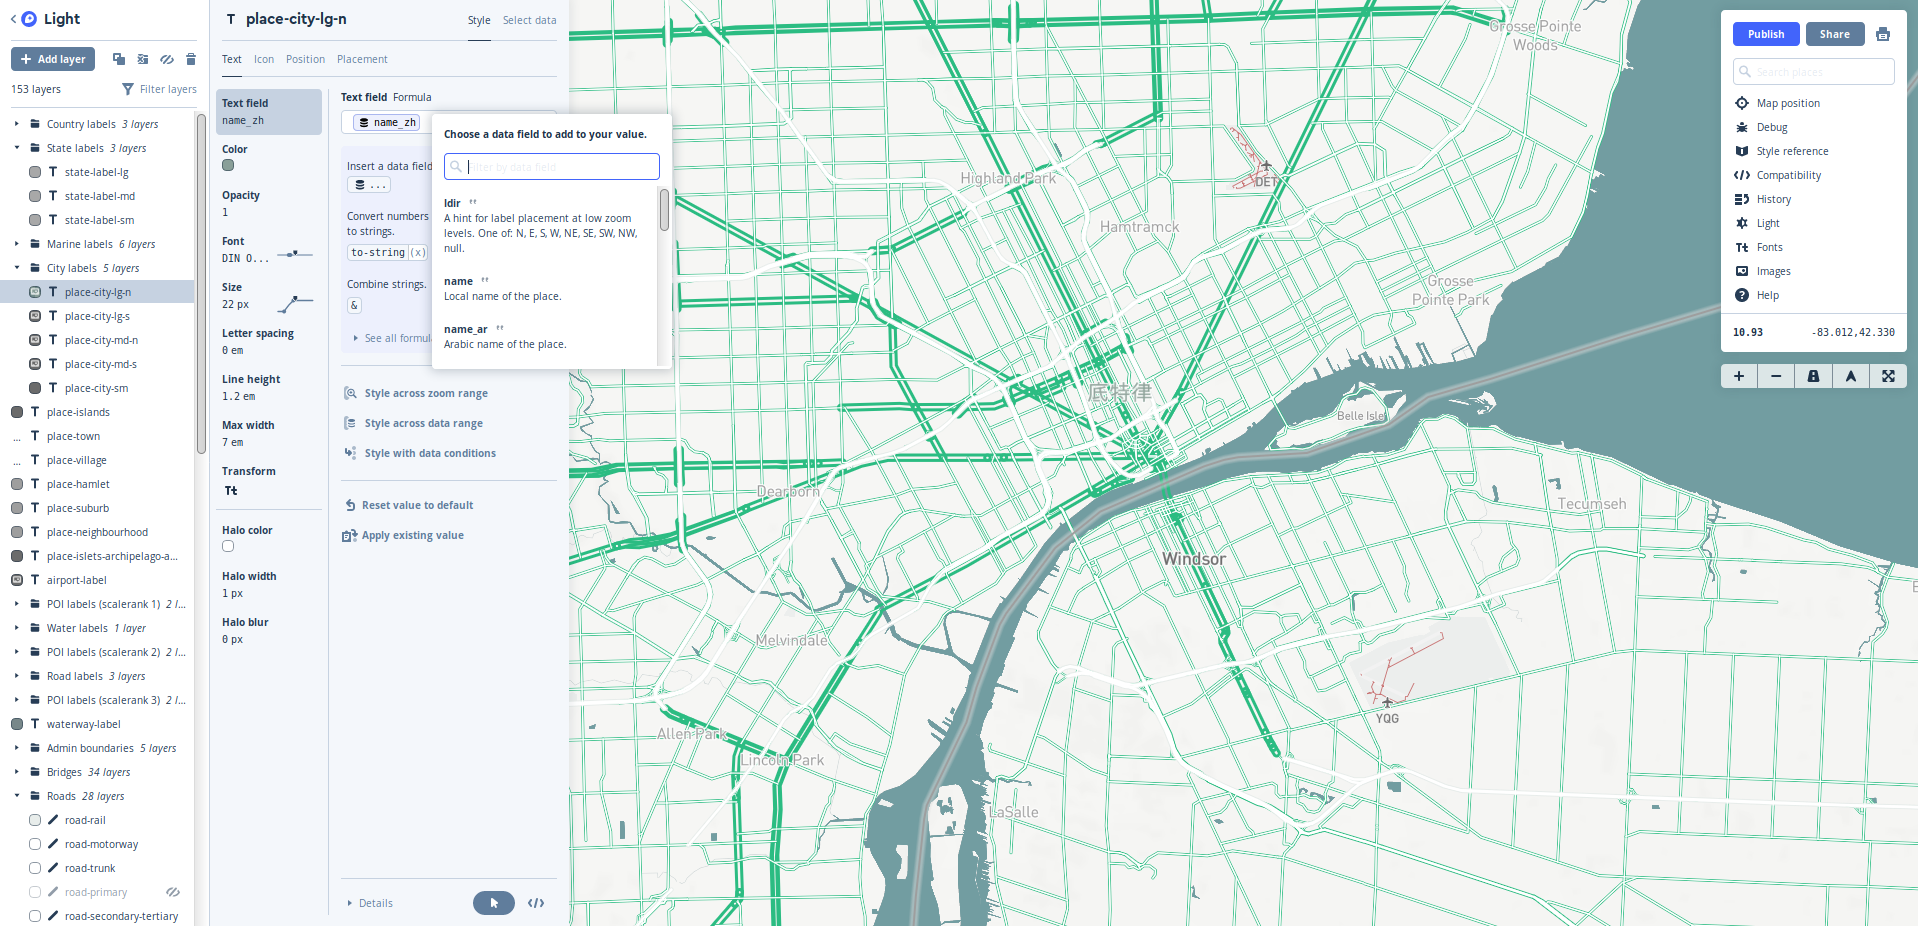 Light
Add layer
153 layers
Filter layers
Country labels 3 layers
State labels 3 layers
state-label-lg
state-label-md
state-label-sm
Marine labels 6 layers
City labels 5 layers
place-city-lg-n
place-city-lg-s
place-city-md-n
place-city-md-s
place-city-sm
place-islands
... place-town
... place-village
place-hamlet
place-suburb
place-neighbourhood
place-islets-archipelago-a...
airport-label
POI labels (scalerank 1) 2 l...
Water labels 1 layer
POI labels (scalerank 2) 2 l...
Road labels 3 layers
POI labels (scalerank 3) 2 l...
waterway-label
Admin boundaries 5 layers
Bridges 34 layers
Roads 28 layers
road-rail
road-motorway
road-trunk
road-primary
road-secondary-tertiary
place-city-lg-n
Style
Select data
Text
Icon
Position
Placement
Text field
name_zh
Color
Opacity
1
Font
DIN O...
Size
22 px
Letter spacing
0 em
Line height
1.2 em
Max width
7 em
Transform
Tt
Halo color
Halo width
1 px
Halo blur
0 px
Text field Formula
name_zh
Insert a data field
...
Convert numbers
to strings.
to-string (x)
Combine strings.
&
See all formula
Style across zoom range
Style across data range
Style with data conditions
Reset value to default
Apply existing value
Details
Choose a data field to add to your value.
Filter by data field
ldir
A hint for label placement at low zoom
levels. One of: N, E, S, W, NE, SE, SW, NW,
null.
name
Local name of the place.
name_ar
Arabic name of the place.
Grosse Pointe
Woods
Highland Park
DET
Hamtramck
Grosse
Pointe Park
底特律
Belle Isle
Dearborn
Tecumseh
Windsor
Melvindale
YQG
Allen Park
Lincoln Park
LaSalle
Publish
Share
Search places
Map position
Debug
Style reference
Compatibility
History
Light
Fonts
Images
Help
10.93
-83.012,42.330